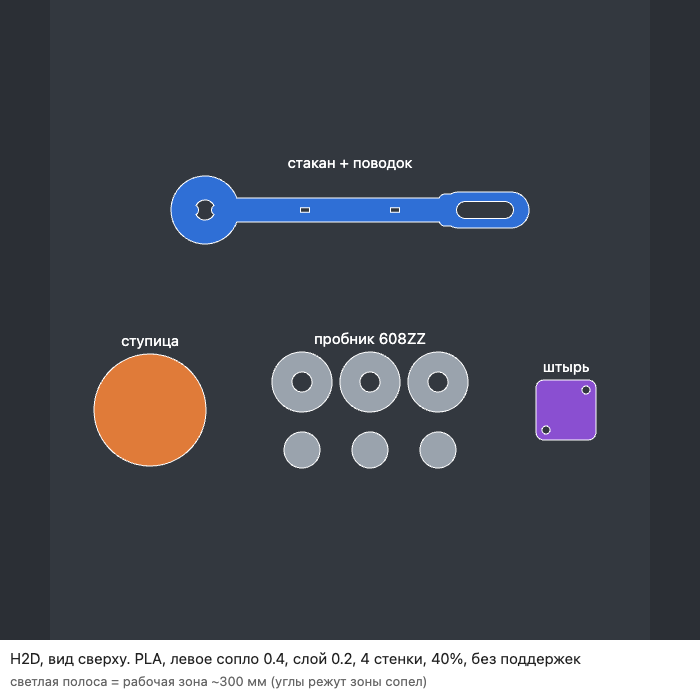 стакан + поводок
ступица
пробник 608ZZ
штырь
H2D, вид сверху. PLA, левое сопло 0.4, слой 0.2, 4 стенки, 40%, без поддержек
светлая полоса = рабочая зона ~300 мм (углы режут зоны сопел)